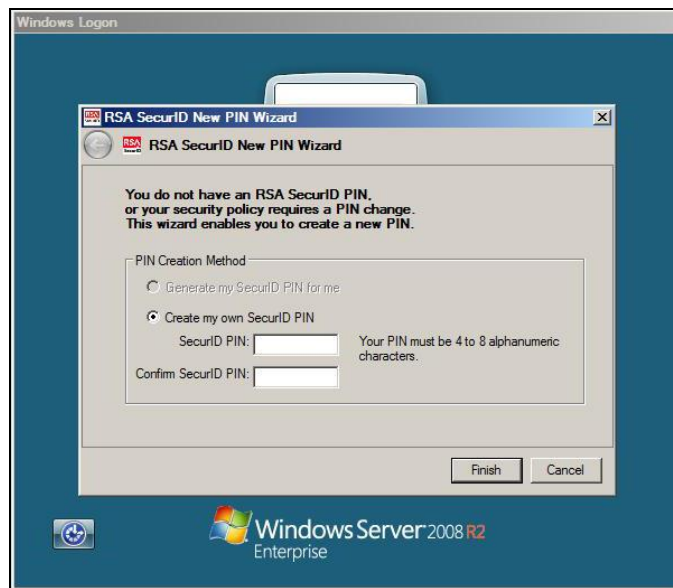 Windows Logon
RSA SecurID New PIN Wizard
RSA SecurID New PIN Wizard
You do not have an RSA SecurID PIN,
or your security policy requires a PIN change.
This wizard enables you to create a new PIN.
PIN Creation Method
Generate my SecurID PIN for me
Create my own SecurID PIN
SecurID PIN:
Your PIN must be 4 to 8 alphanumeric
characters.
Confirm SecurID PIN:
Finish
Cancel
Windows Server 2008 R2
Enterprise